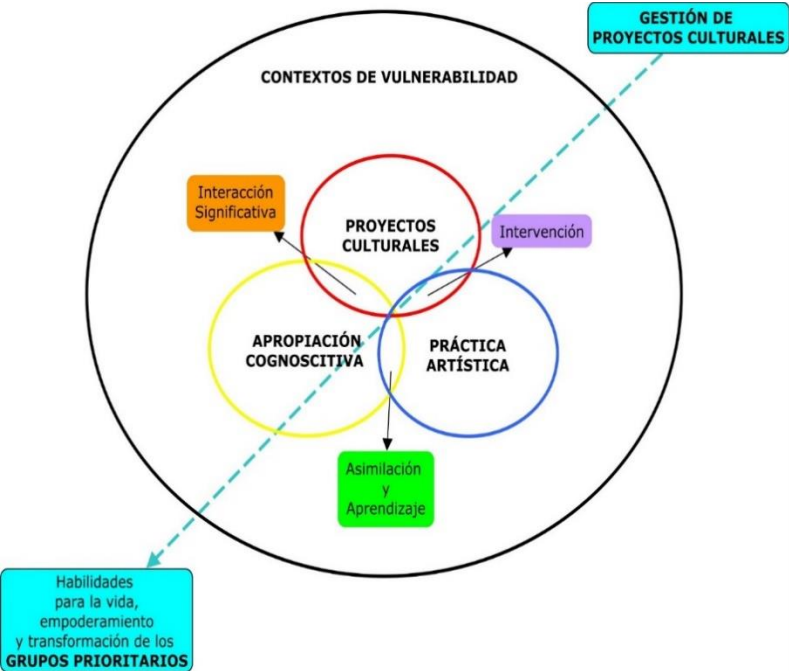 GESTIÓN DE
PROYECTOS CULTURALES
CONTEXTOS DE VULNERABILIDAD
Interacción
Significativa
PROYECTOS
CULTURALES
Intervención
APROPIACIÓN
COGNOSCITIVA
PRÁCTICA
ARTÍSTICA
Asimilación
y
Aprendizaje
Habilidades
para la vida,
empoderamiento
y transformación de los
GRUPOS PRIORITARIOS